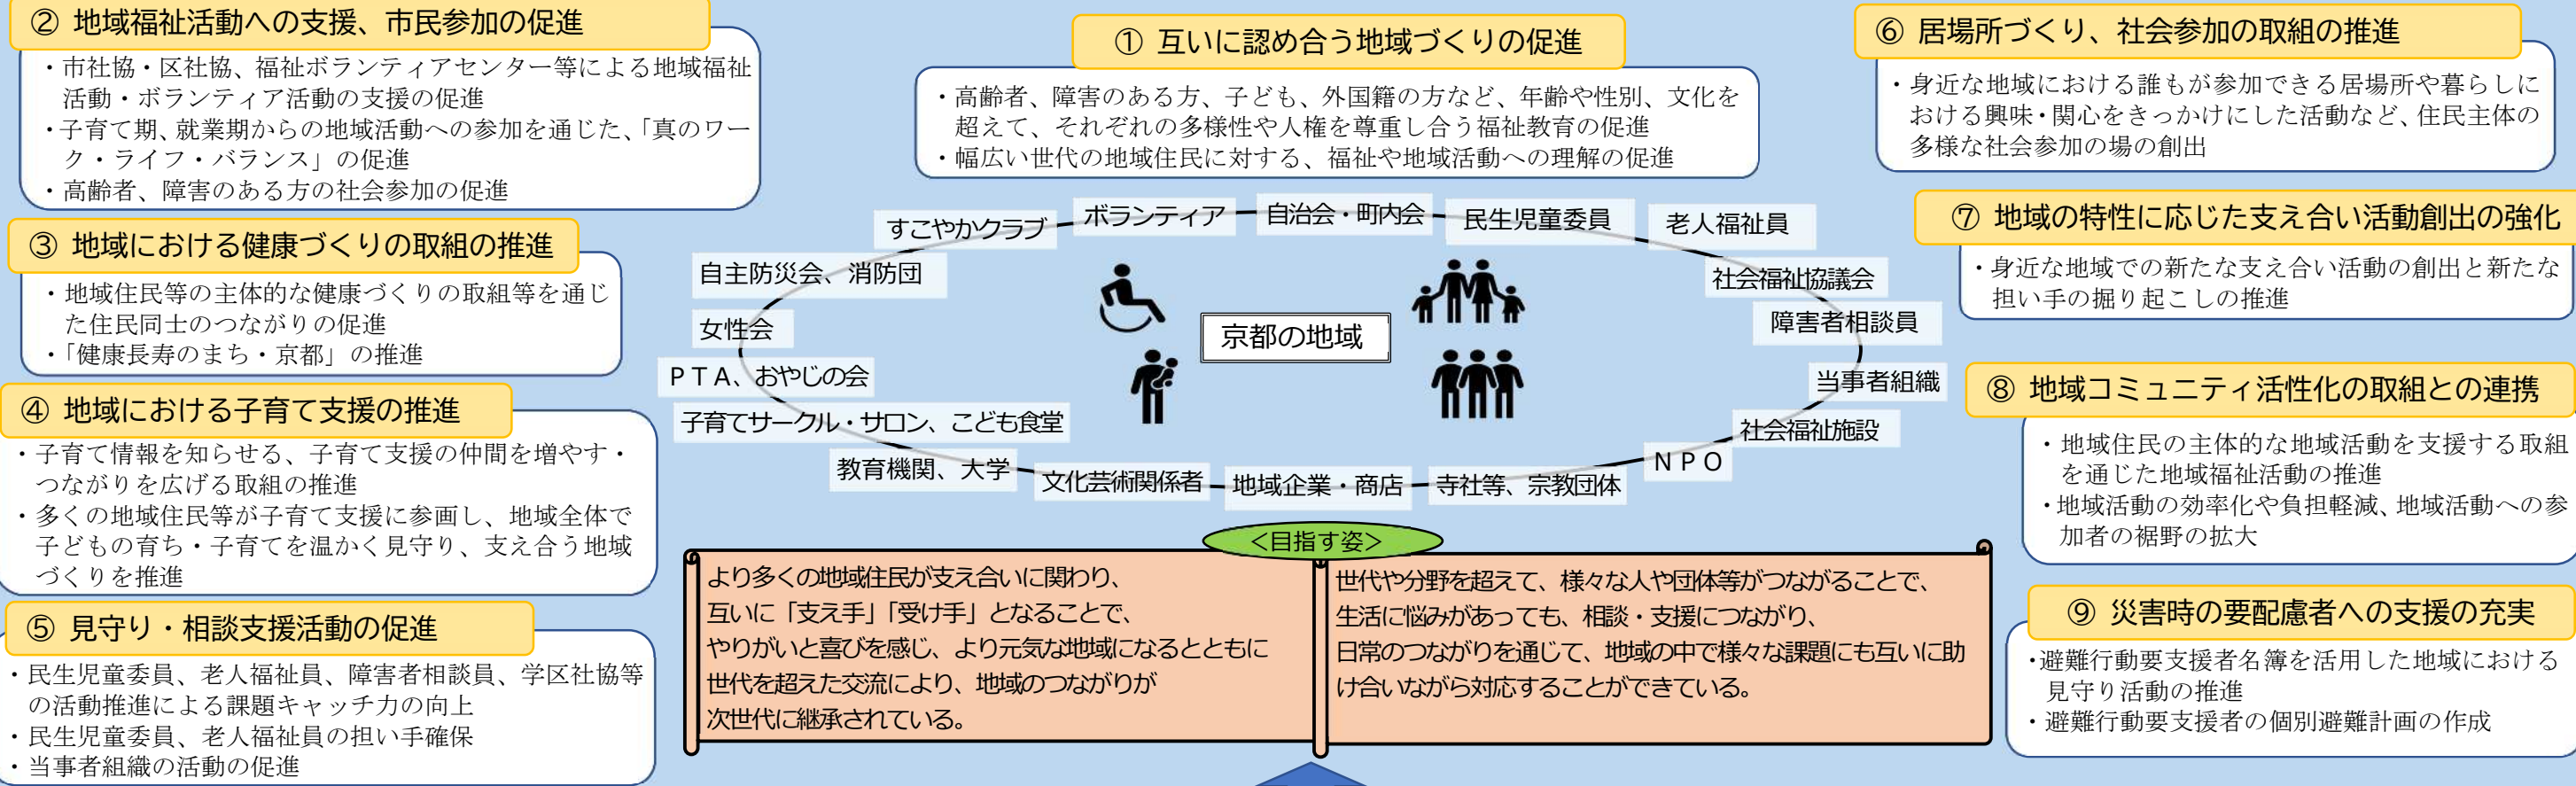 ② 地域福祉活動への支援、市民参加の促進
・市社協・区社協、福祉ボランティアセンター等による地域福祉
活動・ボランティア活動の支援の促進
・子育て期、就業期からの地域活動への参加を通じた、「真のワー
ク・ライフ・バランス」の促進
・高齢者、障害のある方の社会参加の促進
③ 地域における健康づくりの取組の推進
・地域住民等の主体的な健康づくりの取組等を通じ
た住民同士のつながりの促進
・「健康長寿のまち・京都」の推進
④ 地域における子育て支援の推進
・子育て情報を知らせる、子育て支援の仲間を増やす・
つながりを広げる取組の推進
・多くの地域住民等が子育て支援に参画し、地域全体で
子どもの育ち・子育てを温かく見守り、支え合う地域
づくりを推進
⑤ 見守り・相談支援活動の促進
・民生児童委員、老人福祉員、障害者相談員、学区社協等
の活動推進による課題キャッチ力の向上
・民生児童委員、老人福祉員の担い手確保
・当事者組織の活動の促進
① 互いに認め合う地域づくりの促進
・高齢者、障害のある方、子ども、外国籍の方など、年齢や性別、文化を
超えて、それぞれの多様性や人権を尊重し合う福祉教育の促進
・幅広い世代の地域住民に対する、福祉や地域活動への理解の促進
すこやかクラブ
ボランティア
自治会・町内会
民生児童委員
老人福祉員
自主防災会、消防団
社会福祉協議会
女性会
京都の地域
障害者相談員
PTA、おやじの会
当事者組織
子育てサークル・サロン、こども食堂
社会福祉施設
教育機関、大学
文化芸術関係者
地域企業・商店
寺社等、宗教団体
NPO
<目指す姿>
より多くの地域住民が支え合いに関わり、
互いに「支え手」「受け手」となることで、
やりがいと喜びを感じ、より元気な地域になるとともに
世代を超えた交流により、地域のつながりが
次世代に継承されている。
世代や分野を超えて、様々な人や団体等がつながることで、
生活に悩みがあっても、相談・支援につながり、
日常のつながりを通じて、地域の中で様々な課題にも互いに助
け合いながら対応することができている。
⑥ 居場所づくり、社会参加の取組の推進
・身近な地域における誰もが参加できる居場所や暮らしに
おける興味・関心をきっかけにした活動など、住民主体の
多様な社会参加の場の創出
⑦ 地域の特性に応じた支え合い活動創出の強化
・身近な地域での新たな支え合い活動の創出と新たな
担い手の掘り起こしの推進
⑧ 地域コミュニティ活性化の取組との連携
・地域住民の主体的な地域活動を支援する取組
を通じた地域福祉活動の推進
・地域活動の効率化や負担軽減、地域活動への参
加者の裾野の拡大
⑨ 災害時の要配慮者への支援の充実
・避難行動要支援者名簿を活用した地域における
見守り活動の推進
・避難行動要支援者の個別避難計画の作成